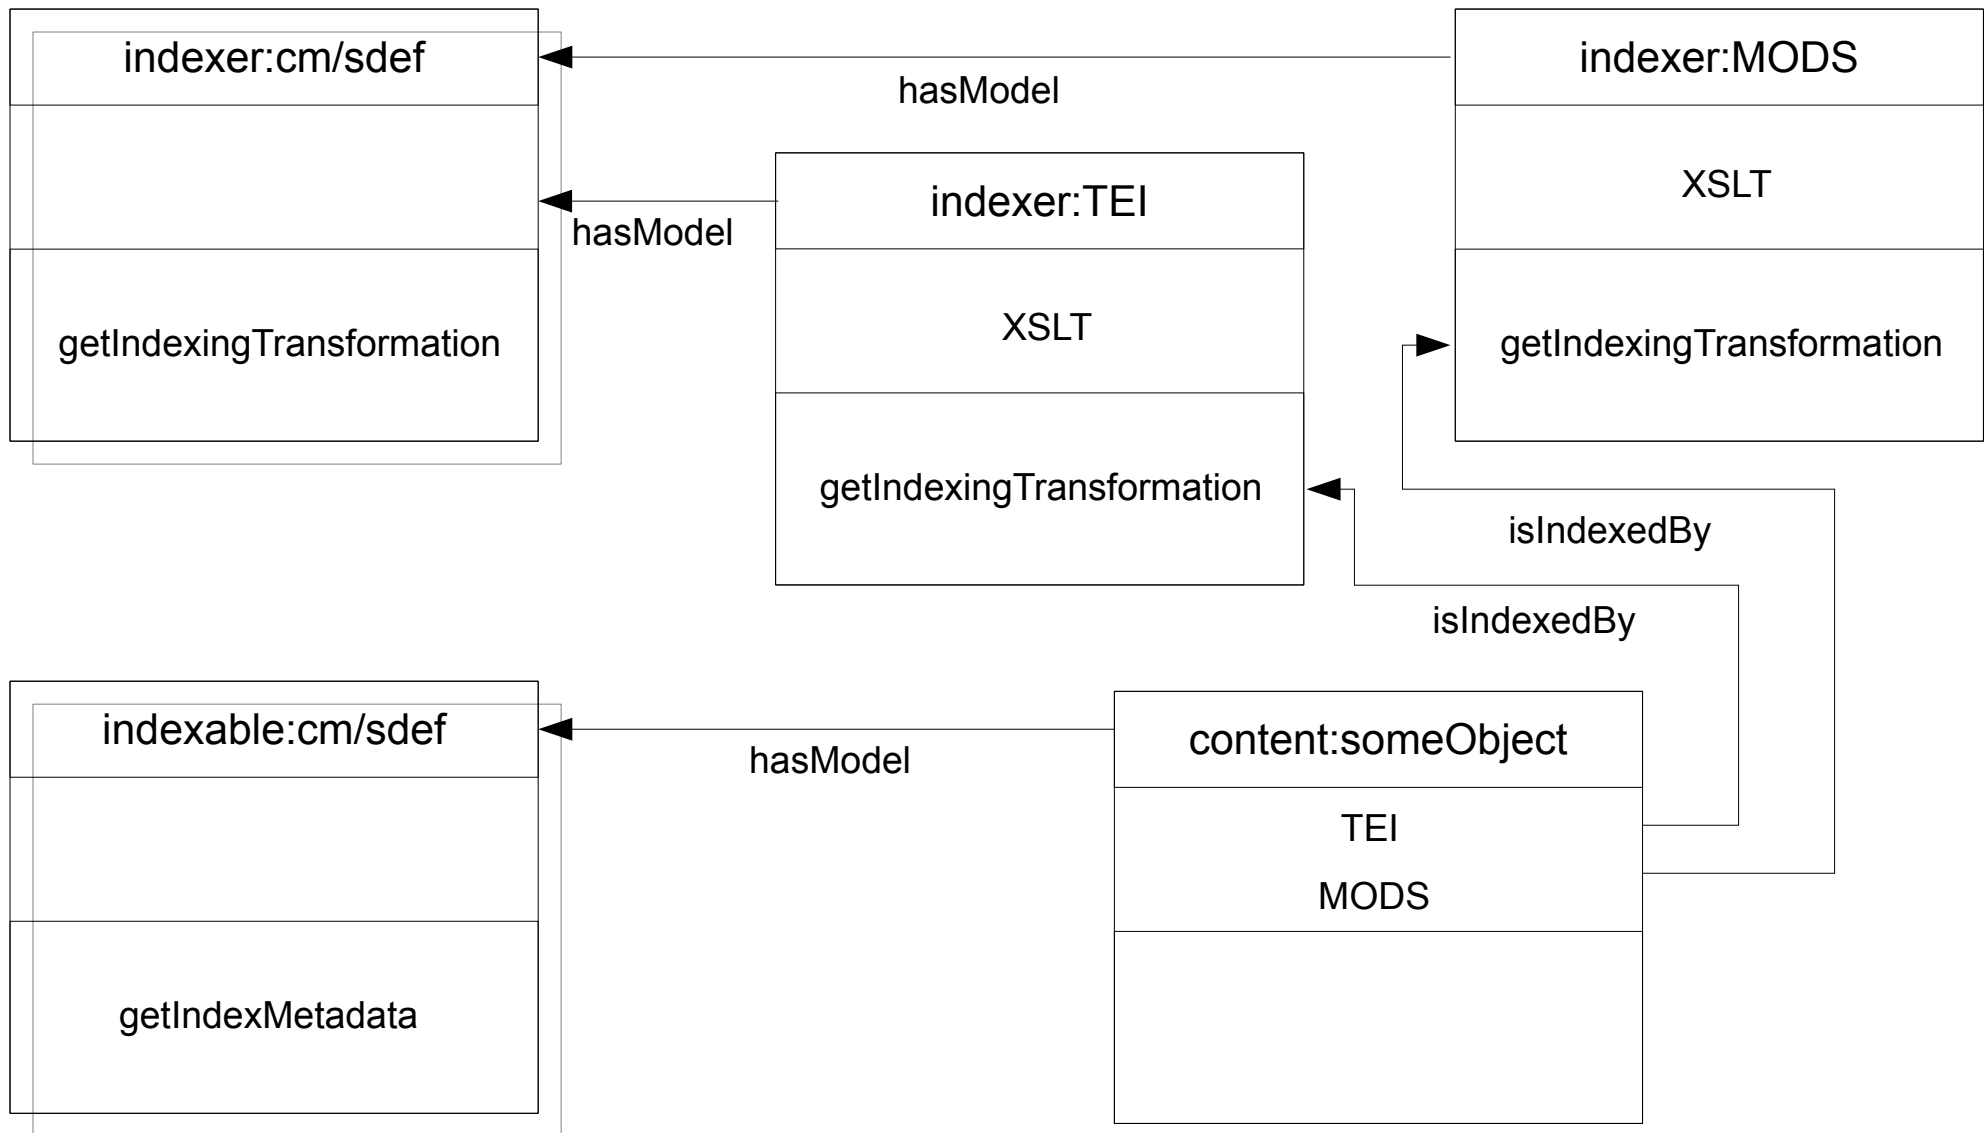 indexer:cm/sdef
indexer:MODS
hasModel
XSLT
indexer:TEI
hasModel
XSLT
getIndexingTransformation
getIndexingTransformation
getIndexingTransformation
isIndexedBy
isIndexedBy
indexable:cm/sdef
content:someObject
hasModel
TEI
MODS
getIndexMetadata